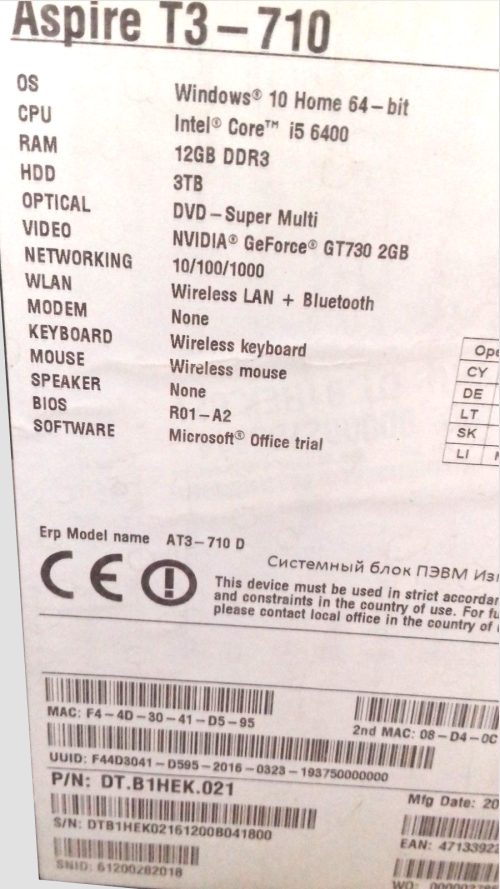 Aspire T3-710
OS Windows® 10 Home 64-bit
CPU Intel® Core™ i5 6400
RAM 12GB DDR3
HDD 3TB
OPTICAL DVD-Super Multi
VIDEO NVIDIA® GeForce® GT730 2GB
NETWORKING 10/100/1000
WLAN Wireless LAN + Bluetooth
MODEM None
KEYBOARD Wireless keyboard
MOUSE Wireless mouse
SPEAKER None
BIOS R01-A2
SOFTWARE Microsoft® Office trial
Ope
CY
DE
LT
SK
LI
Erp Model name AT3-710 D
Системный блок ПЭВМ Изг
CE
This device must be used in strict accordan
and constraints in the country of use. For fu
please contact local office in the country of
MAC: F4-4D-30-41-D5-95
2nd MAC: 08-D4-0C
UUID: F44D3041-D595-2016-0323-193750000000
P/N: DT.B1HEK.021
Mfg Date: 20
S/N: DTB1HEK02161200B041800
EAN: 47133922
SNID: 61200282018